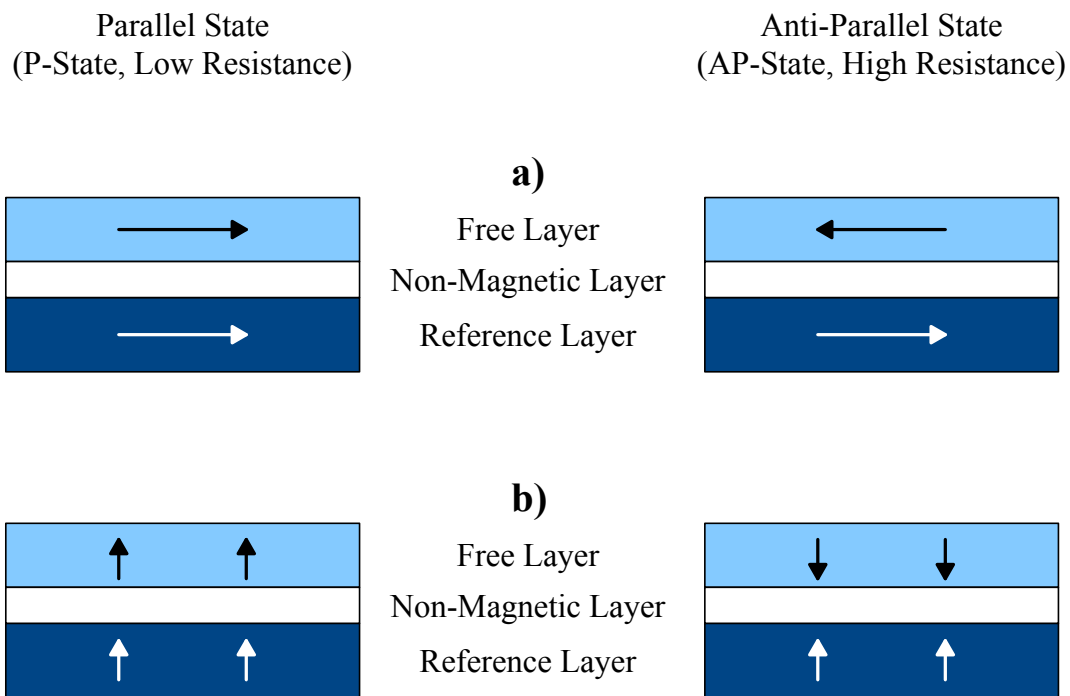 Parallel State
(P-State, Low Resistance)
Anti-Parallel State
(AP-State, High Resistance)
a)
Free Layer
Non-Magnetic Layer
Reference Layer
b)
Free Layer
Non-Magnetic Layer
Reference Layer